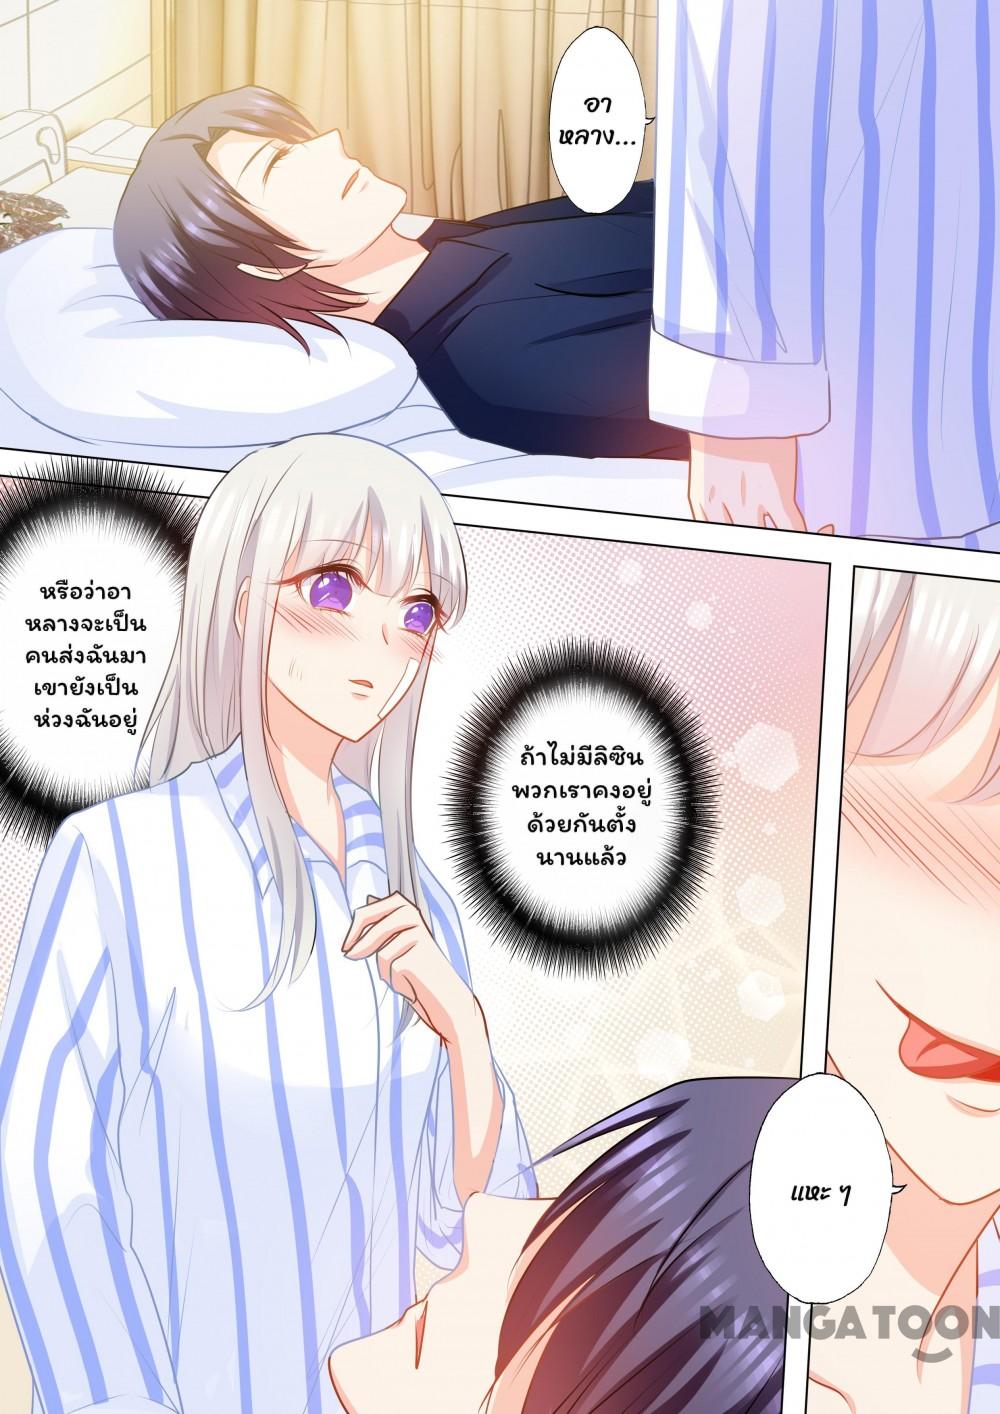 อา
หลาง...
หรือว่าอา
หลางจะเป็น
คนส่งฉันมา
เขายังเป็น
ห่วงฉันอยู่
ถ้าไม่มีลิซิน
พวกเราคงอยู่
ด้วยกันตั้ง
นานแล้ว
แหะ ๆ
MANGATOON